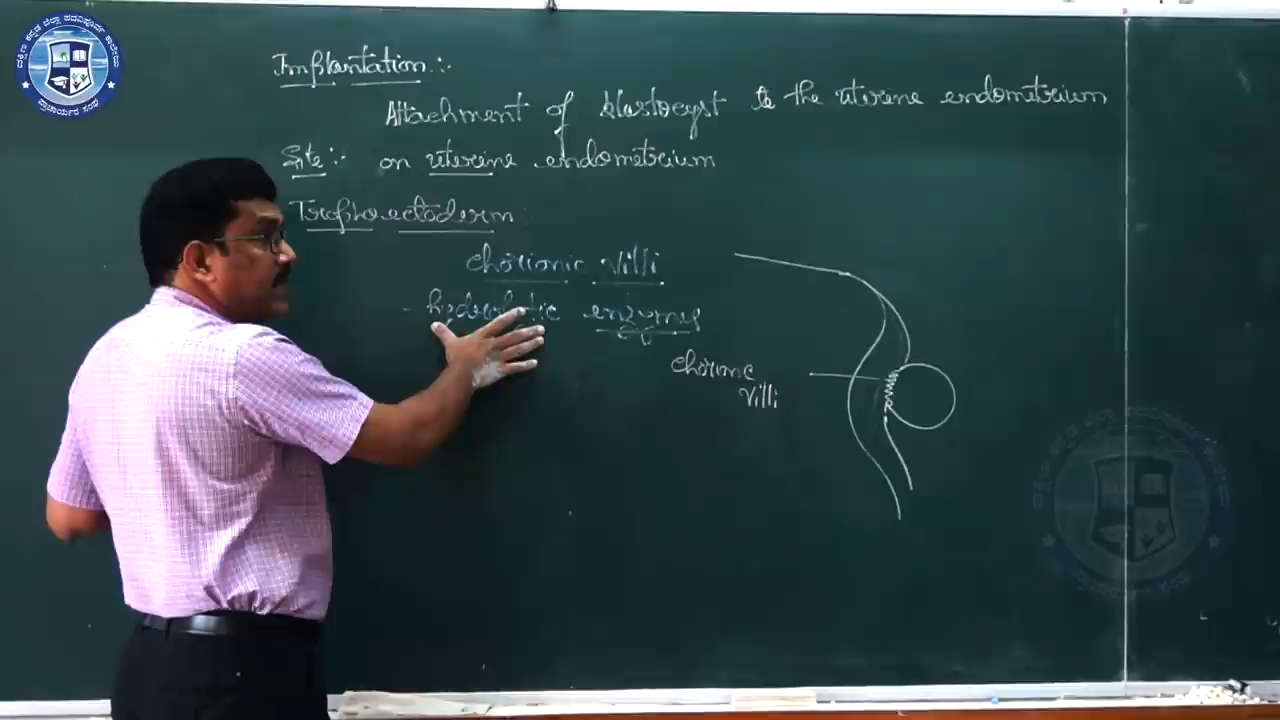 Implantation :-
Attachment of blastocyst to the uterine endometrium
Site :- on uterine endometrium
Trophoectoderm
chorionic villi
- hydrolytic enzymes
chorionic
villi